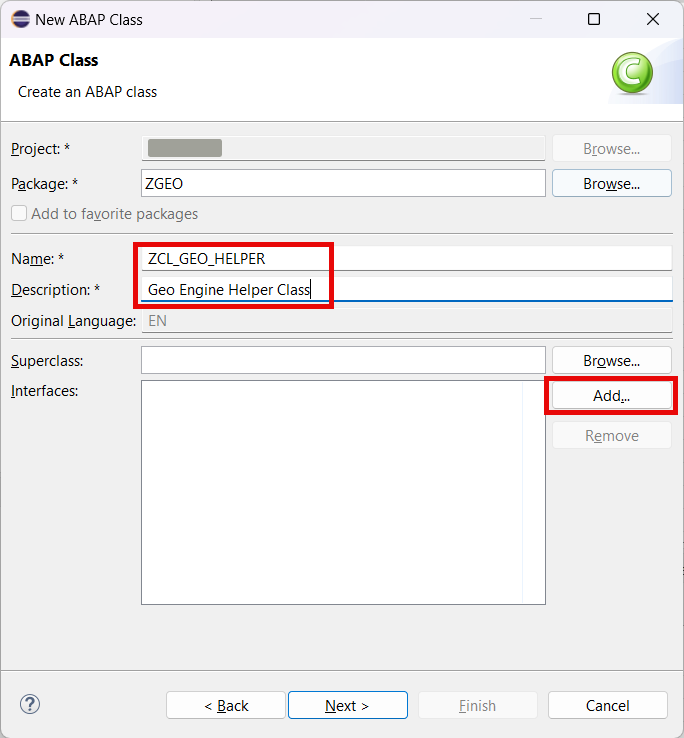 New ABAP Class
ABAP Class
Create an ABAP class
C
Project: *
Browse...
Package: * ZGEO Browse...
Add to favorite packages
Name: * ZCL_GEO_HELPER
Description: * Geo Engine Helper Class
Original Language: EN
Superclass: Browse...
Interfaces: Add...
Remove
? < Back Next > Finish Cancel